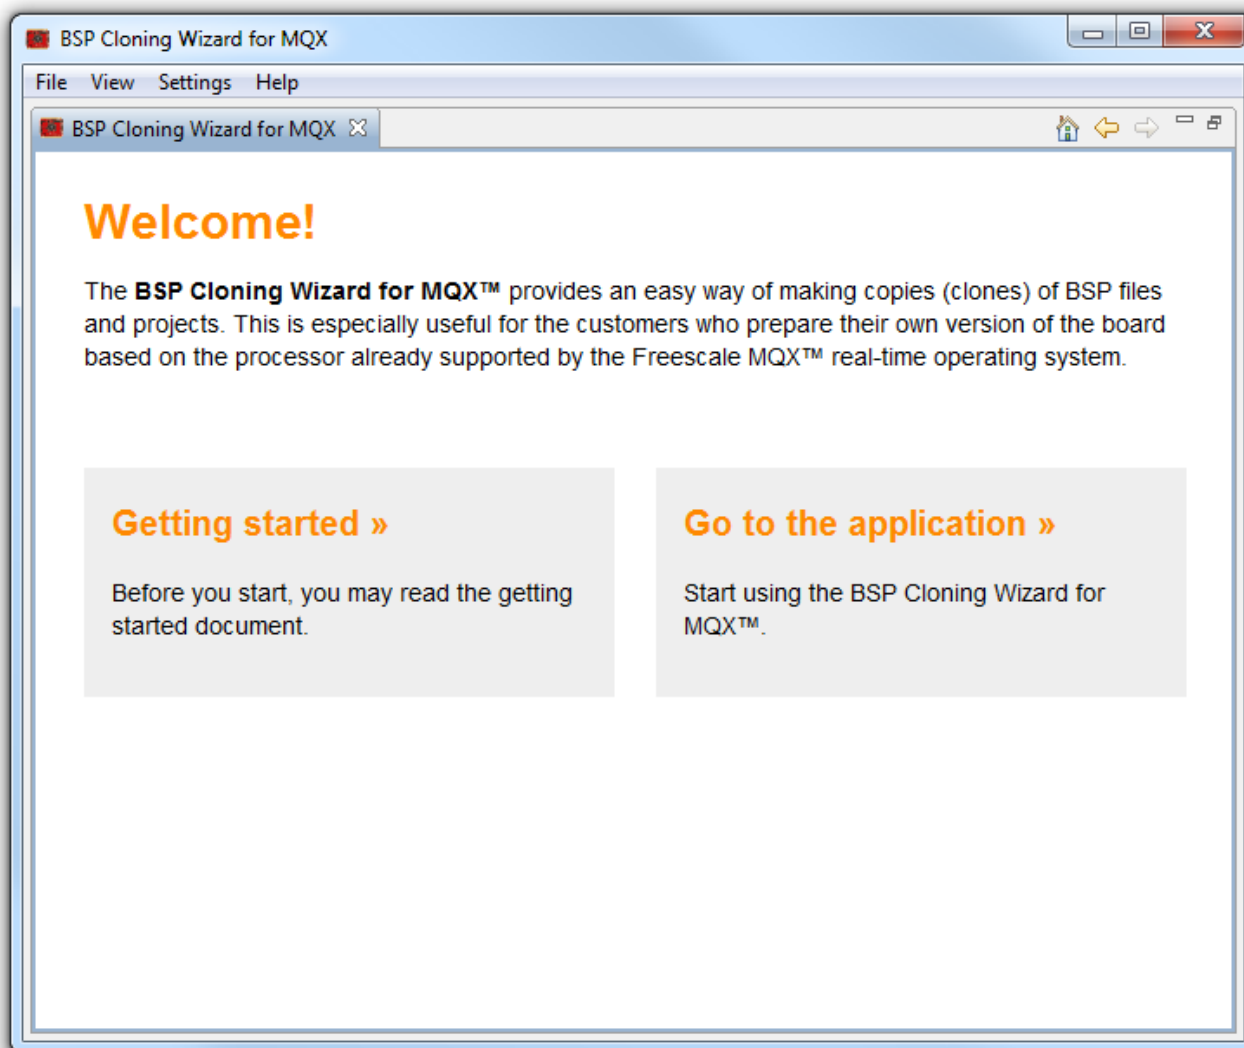 BSP Cloning Wizard for MQX
File View Settings Help
BSP Cloning Wizard for MQX
Welcome!
The BSP Cloning Wizard for MQX™ provides an easy way of making copies (clones) of BSP files
and projects. This is especially useful for the customers who prepare their own version of the board
based on the processor already supported by the Freescale MQX™ real-time operating system.
Getting started »
Before you start, you may read the getting
started document.
Go to the application »
Start using the BSP Cloning Wizard for
MQX™.